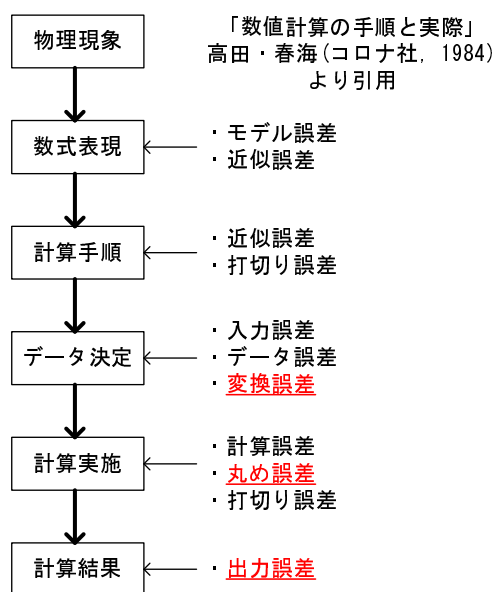 物理現象
「数値計算の手順と実際」
高田・春海(コロナ社, 1984)
より引用
数式表現
・モデル誤差
・近似誤差
計算手順
・近似誤差
・打切り誤差
データ決定
・入力誤差
・データ誤差
・変換誤差
計算実施
・計算誤差
・丸め誤差
・打切り誤差
計算結果
・出力誤差